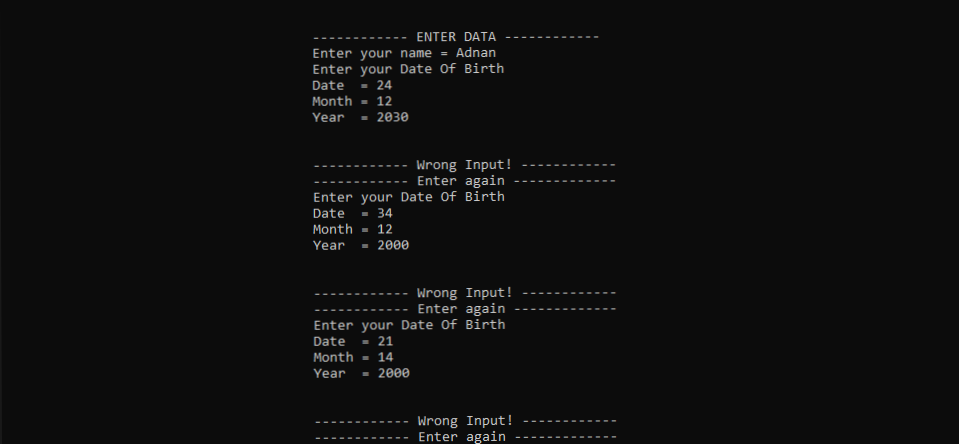 ------------ ENTER DATA ------------
Enter your name = Adnan
Enter your Date Of Birth
Date  = 24
Month = 12
Year  = 2030
------------ Wrong Input! ------------
------------ Enter again -------------
Enter your Date Of Birth
Date  = 34
Month = 12
Year  = 2000
------------ Wrong Input! ------------
------------ Enter again -------------
Enter your Date Of Birth
Date  = 21
Month = 14
Year  = 2000
------------ Wrong Input! ------------
------------ Enter again -------------